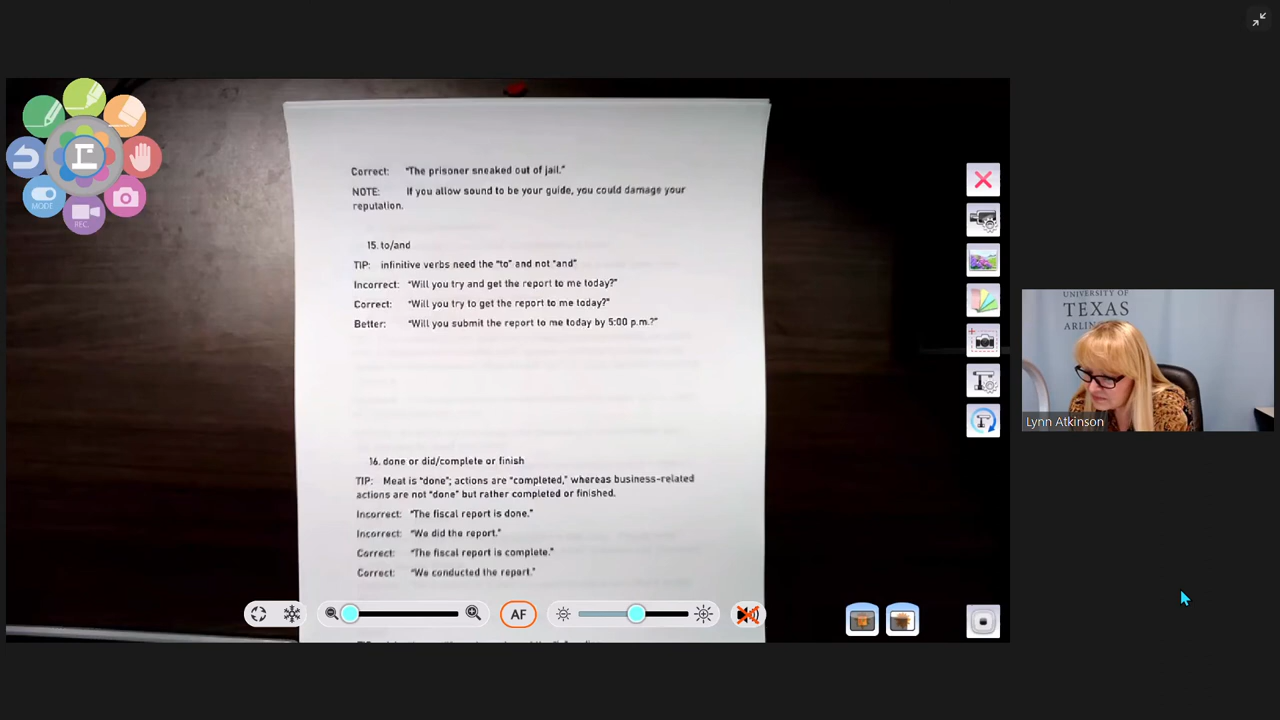 Correct: "The prisoner sneaked out of jail."
NOTE: If you allow sound to be your guide, you could damage your
reputation.
15. to/and
TIP: infinitive verbs need the "to" and not "and"
Incorrect: "Will you try and get the report to me today?"
Correct: "Will you try to get the report to me today?"
Better: "Will you submit the report to me today by 5:00 p.m.?"
16. done or did/complete or finish
TIP: Meat is "done"; actions are "completed," whereas business-related
actions are not "done" but rather completed or finished.
Incorrect: "The fiscal report is done."
Incorrect: "We did the report."
Correct: "The fiscal report is complete."
Correct: "We conducted the report."
MODE
REC.
AF
UNIVERSITY OF
TEXAS
ARLIN
Lynn Atkinson